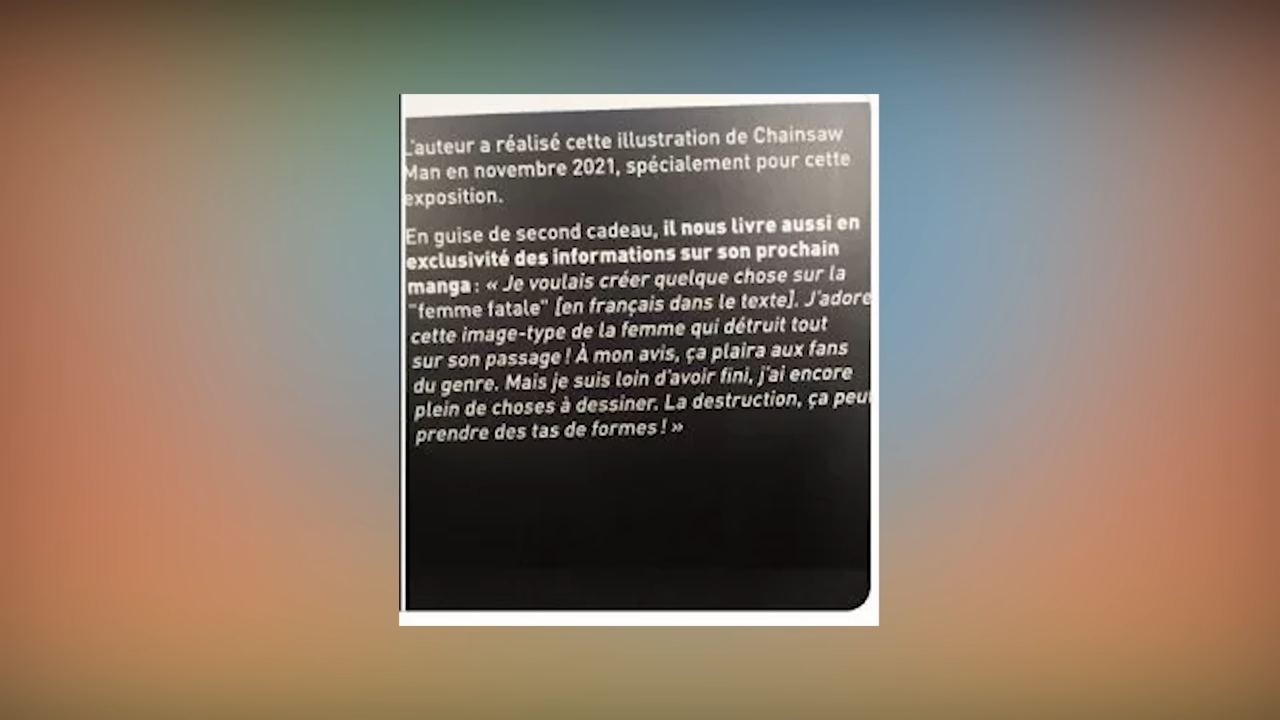 L'auteur a réalisé cette illustration de Chainsaw
Man en novembre 2021, spécialement pour cette
exposition.
En guise de second cadeau, il nous livre aussi en
exclusivité des informations sur son prochain
manga : « Je voulais créer quelque chose sur la
"femme fatale" [en français dans le texte]. J'adore
cette image-type de la femme qui détruit tout
sur son passage ! À mon avis, ça plaira aux fans
du genre. Mais je suis loin d'avoir fini, j'ai encore
plein de choses à dessiner. La destruction, ça peut
prendre des tas de formes ! »